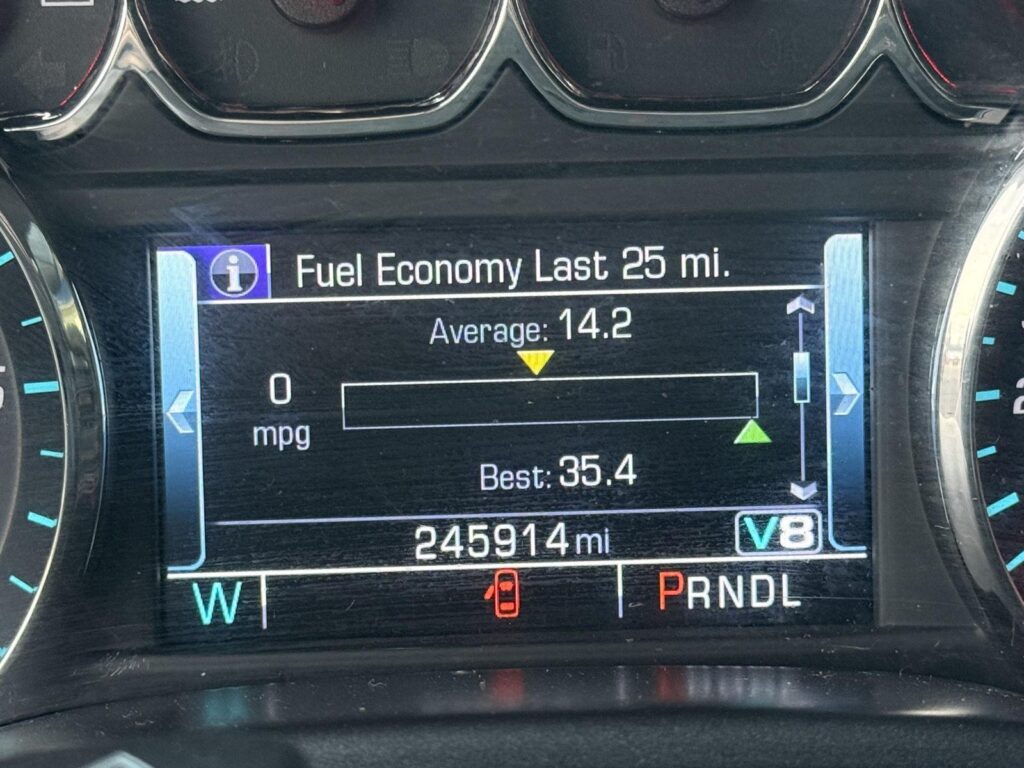 Fuel Economy Last 25 mi.
Average: 14.2
0
mpg
Best: 35.4
245914 mi
V8
W
PRNDL